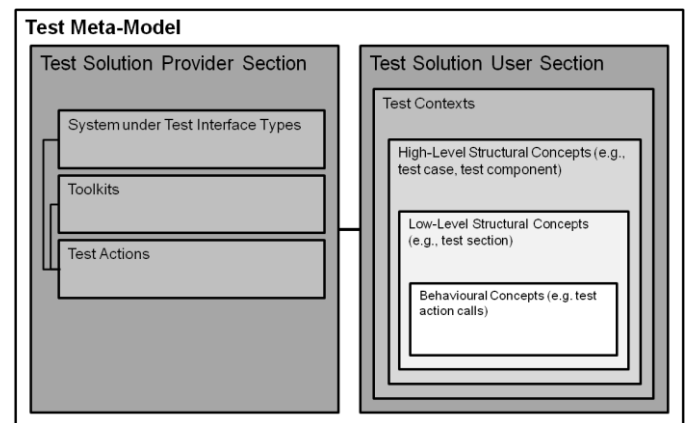 Test Meta-Model
Test Solution Provider Section
System under Test Interface Types
Toolkits
Test Actions
Test Solution User Section
Test Contexts
High-Level Structural Concepts (e.g.,
test case, test component)
Low-Level Structural Concepts
(e.g., test section)
Behavioural Concepts (e.g. test
action calls)